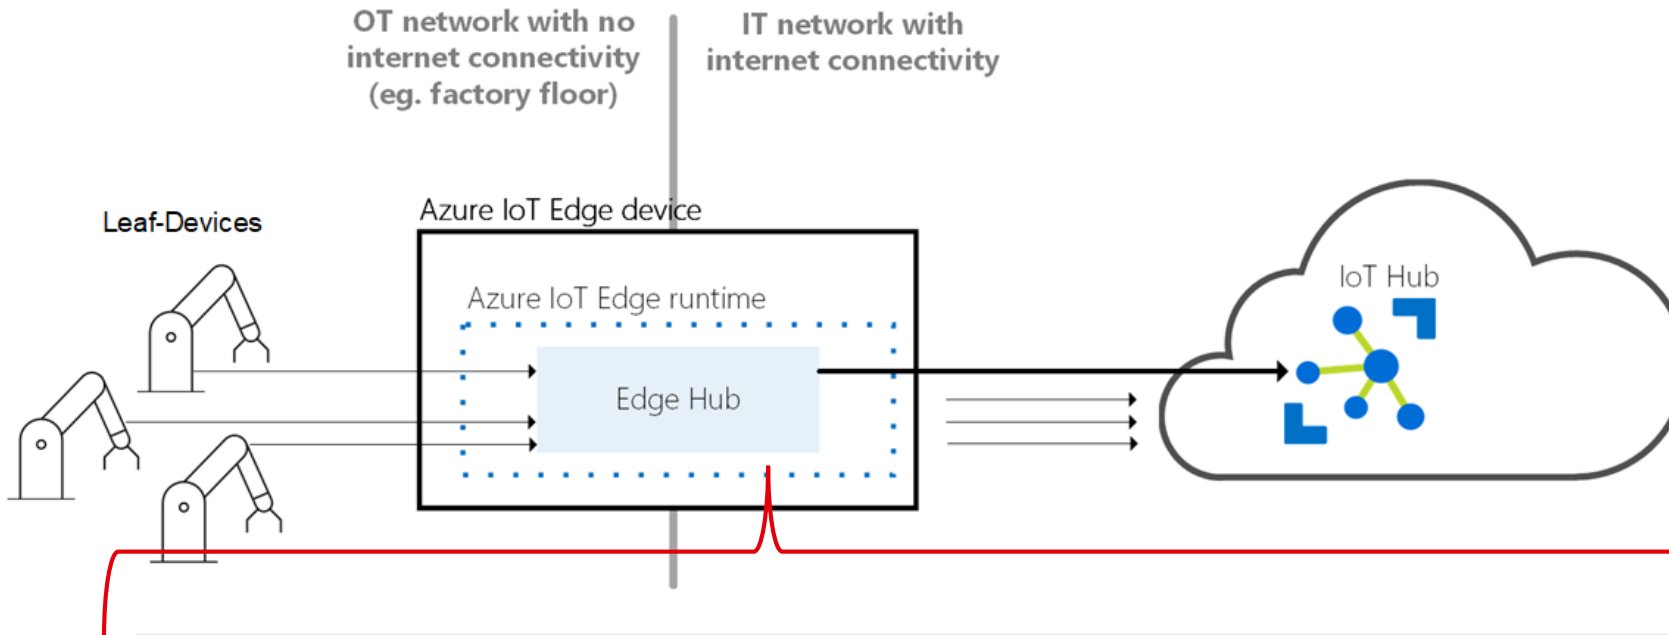 OT network with no
internet connectivity
(eg. factory floor)
IT network with
internet connectivity
Leaf-Devices
Azure IoT Edge device
Azure IoT Edge runtime
Edge Hub
IoT Hub